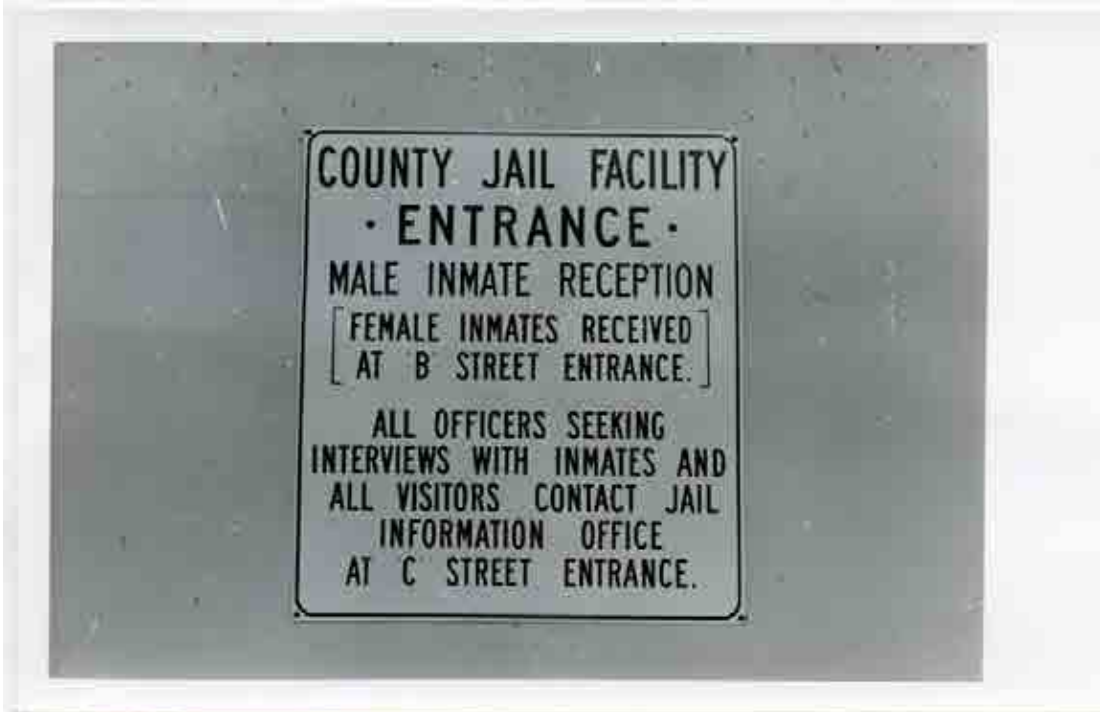 COUNTY JAIL FACILITY
· ENTRANCE ·
MALE INMATE RECEPTION
[FEMALE INMATES RECEIVED
AT B STREET ENTRANCE.]
ALL OFFICERS SEEKING
INTERVIEWS WITH INMATES AND
ALL VISITORS CONTACT JAIL
INFORMATION OFFICE
AT C STREET ENTRANCE.